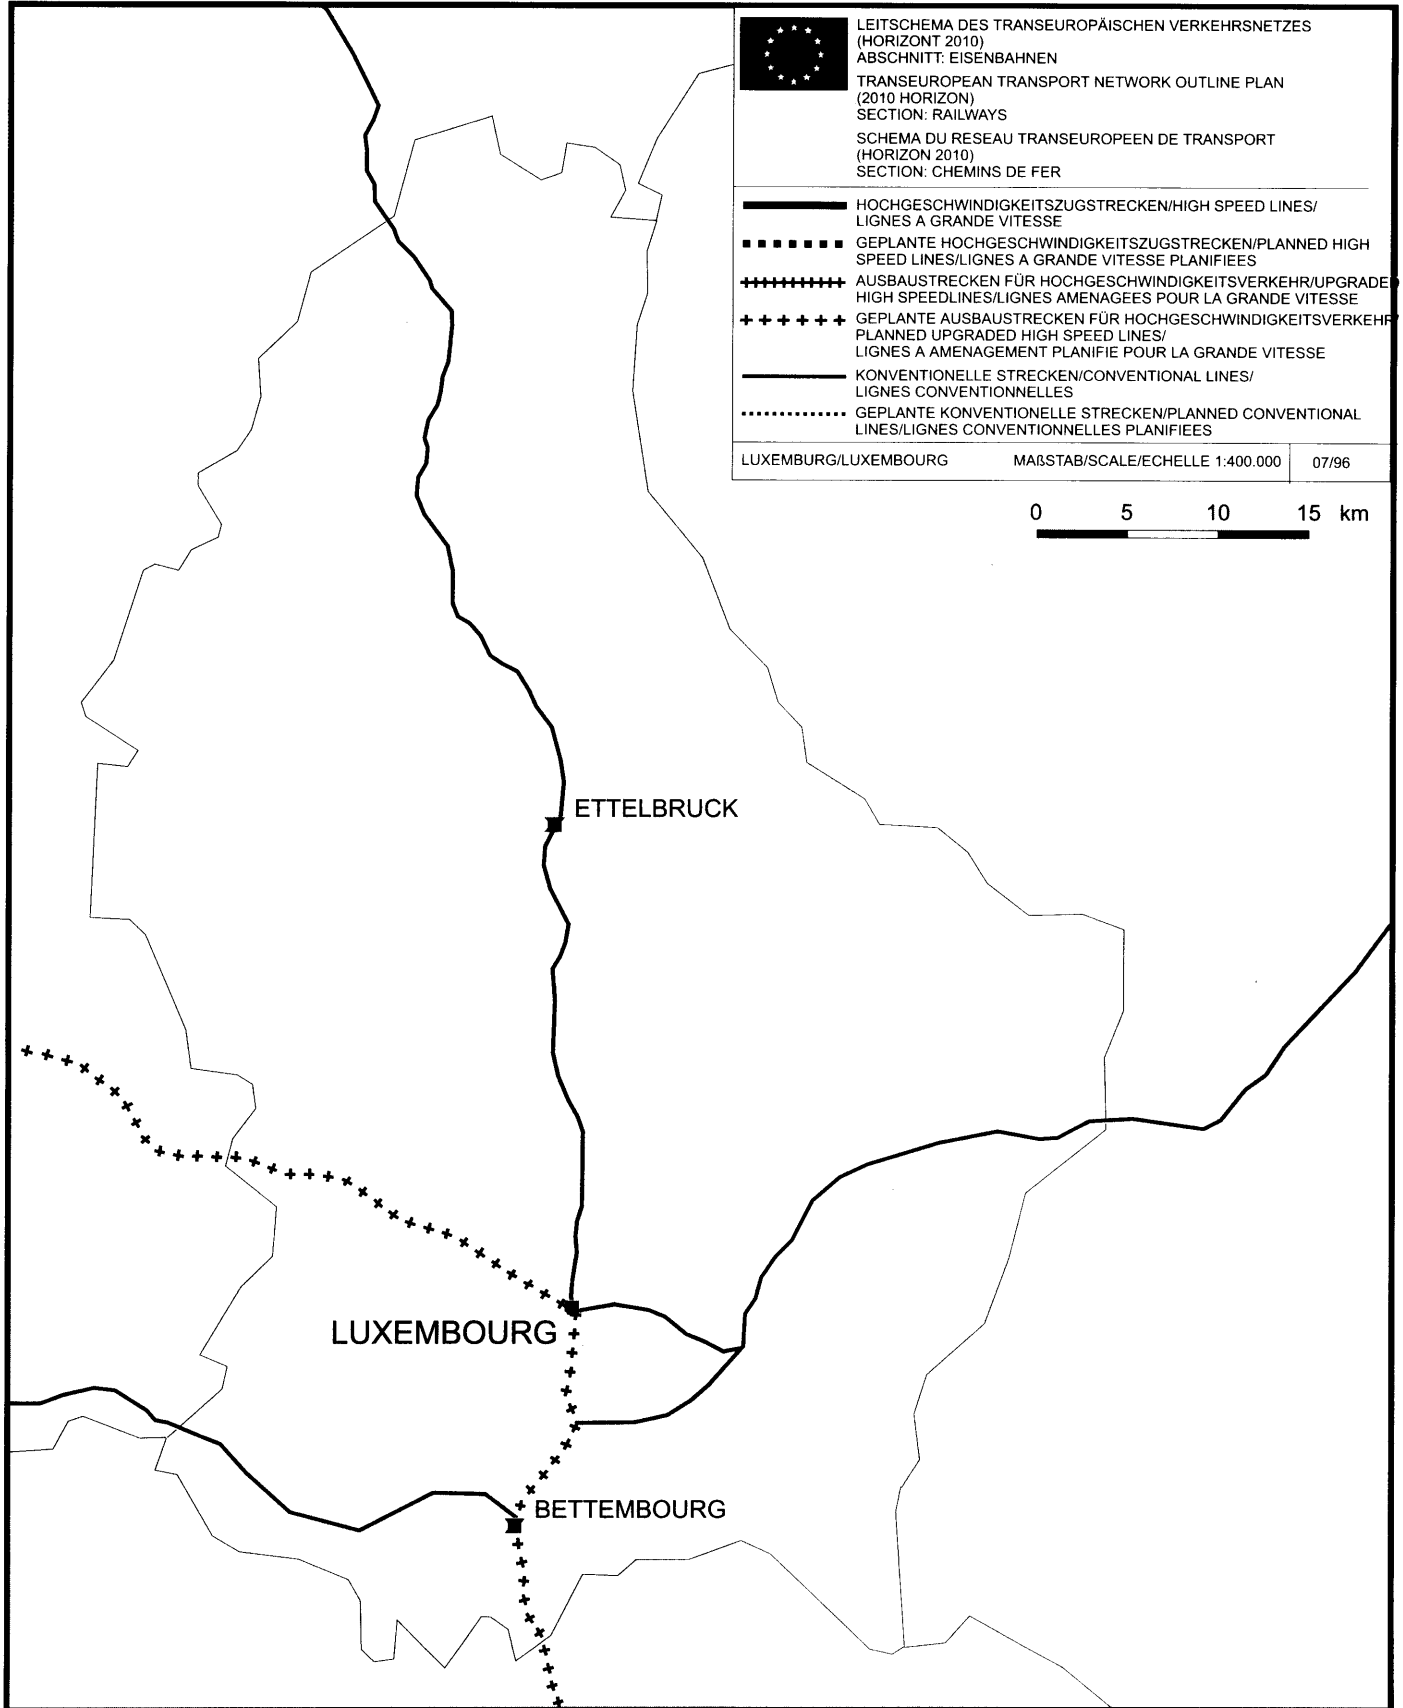 LEITSCHEMA DES TRANSEUROPÄISCHEN VERKEHRSNETZES
(HORIZONT 2010)
ABSCHNITT: EISENBAHNEN
TRANSEUROPEAN TRANSPORT NETWORK OUTLINE PLAN
(2010 HORIZON)
SECTION: RAILWAYS
SCHEMA DU RESEAU TRANSEUROPEEN DE TRANSPORT
(HORIZON 2010)
SECTION: CHEMINS DE FER
HOCHGESCHWINDIGKEITSZUGSTRECKEN/HIGH SPEED LINES/
LIGNES A GRANDE VITESSE
GEPLANTE HOCHGESCHWINDIGKEITSZUGSTRECKEN/PLANNED HIGH
SPEED LINES/LIGNES A GRANDE VITESSE PLANIFIEES
AUSBAUSTRECKEN FÜR HOCHGESCHWINDIGKEITSVERKEHR/UPGRADED
HIGH SPEEDLINES/LIGNES AMENAGEES POUR LA GRANDE VITESSE
GEPLANTE AUSBAUSTRECKEN FÜR HOCHGESCHWINDIGKEITSVERKEHR/
PLANNED UPGRADED HIGH SPEED LINES/
LIGNES A AMENAGEMENT PLANIFIE POUR LA GRANDE VITESSE
KONVENTIONELLE STRECKEN/CONVENTIONAL LINES/
LIGNES CONVENTIONNELLES
GEPLANTE KONVENTIONELLE STRECKEN/PLANNED CONVENTIONAL
LINES/LIGNES CONVENTIONNELLES PLANIFIEES
LUXEMBURG/LUXEMBOURG MAßSTAB/SCALE/ECHELLE 1:400.000 07/96
0 5 10 15 km
ETTELBRUCK
LUXEMBOURG
BETTEMBOURG